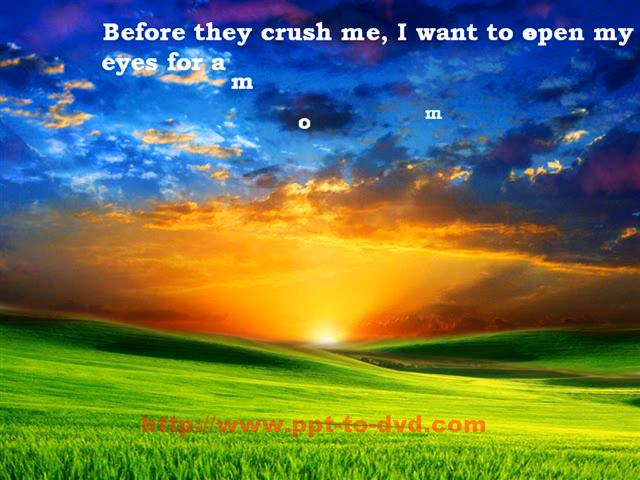 Before they crush me, I want to open my
eyes for a
m
o
m
http://www.ppt-to-dvd.com